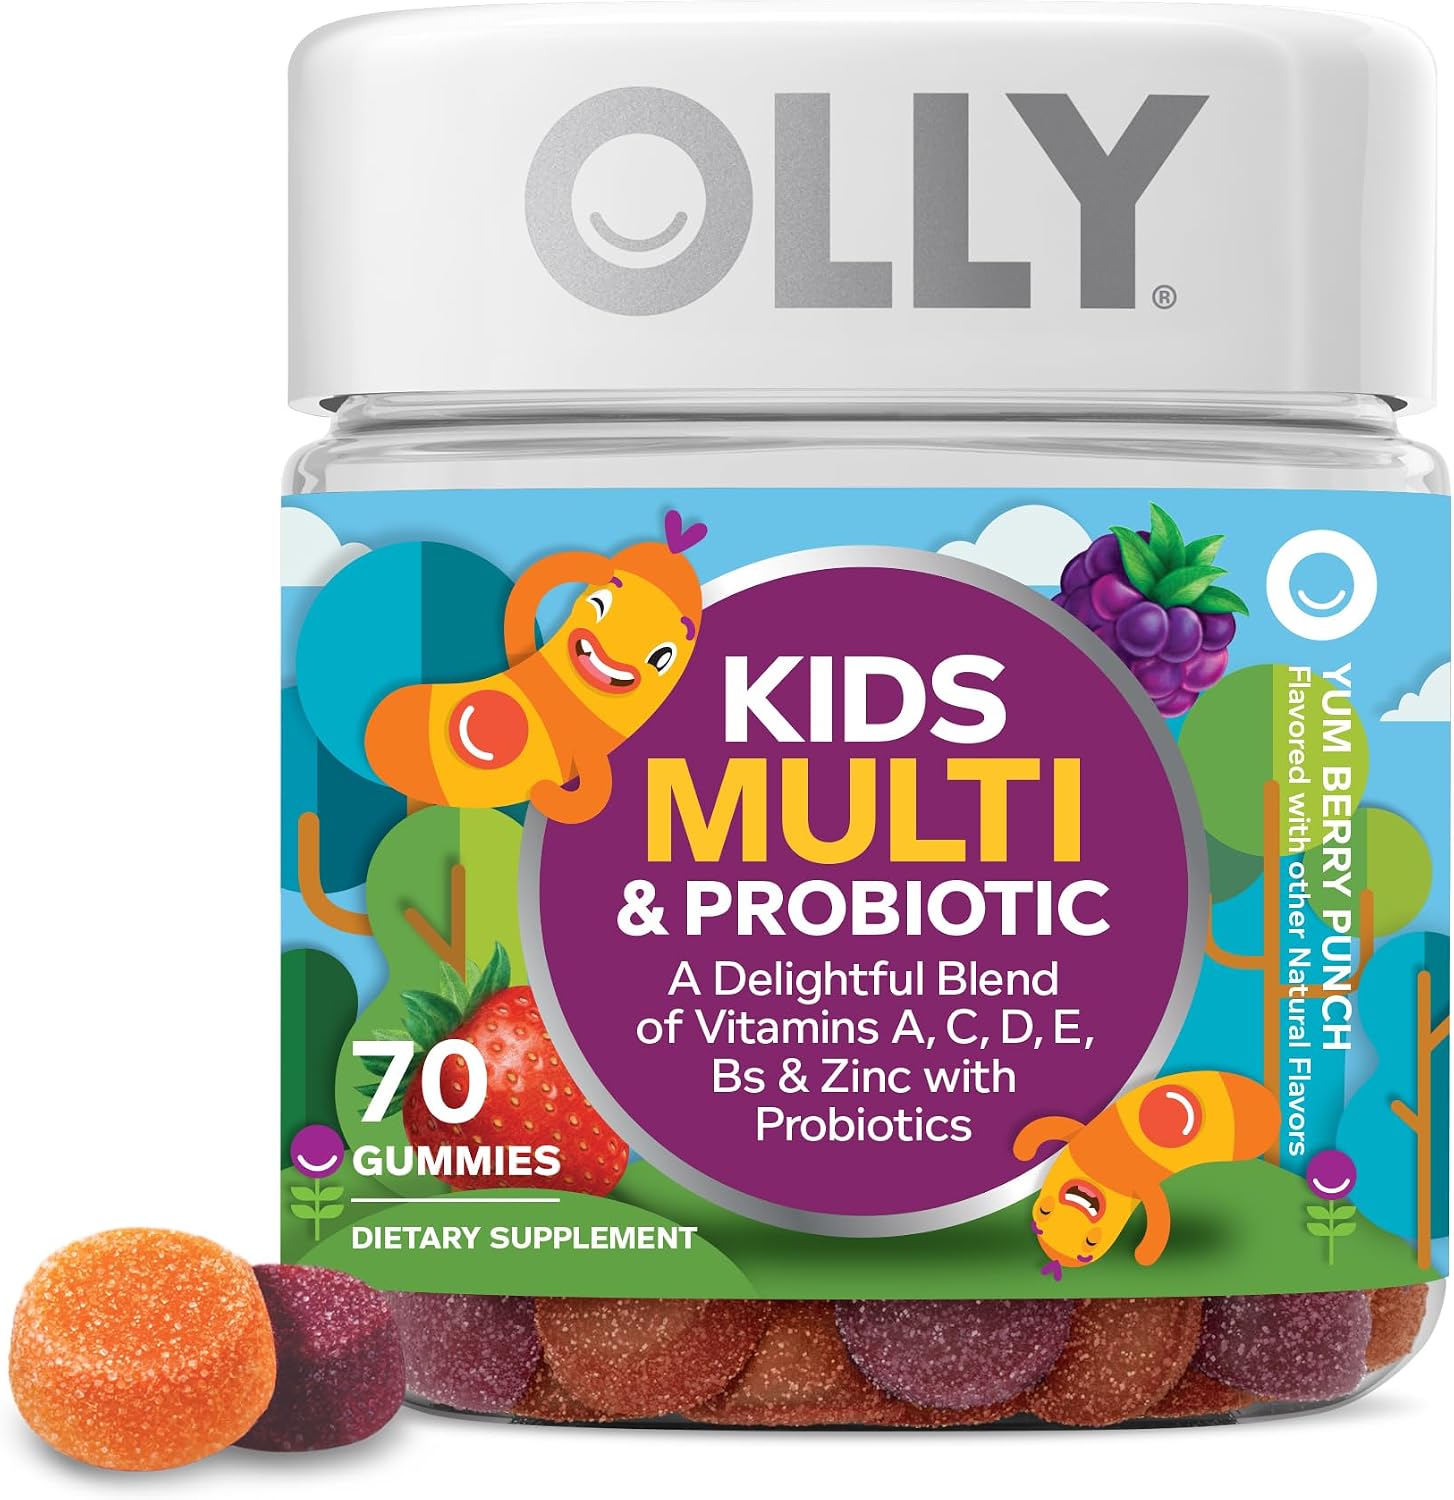 OLLY®
KIDS
MULTI
& PROBIOTIC
A Delightful Blend
of Vitamins A, C, D, E,
Bs & Zinc with
Probiotics
70
GUMMIES
DIETARY SUPPLEMENT
YUM BERRY PUNCH
Flavored with other Natural Flavors